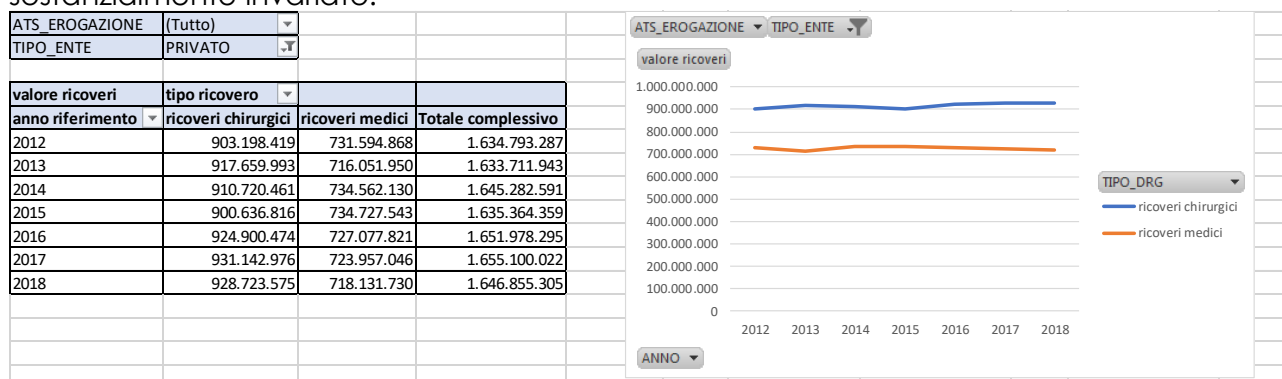 sostanzialmente invariato.
ATS_EROGAZIONE (Tutto)
TIPO_ENTE PRIVATO
valore ricoveri tipo ricovero
anno riferimento ricoveri chirurgici ricoveri medici Totale complessivo
2012 903.198.419 731.594.868 1.634.793.287
2013 917.659.993 716.051.950 1.633.711.943
2014 910.720.461 734.562.130 1.645.282.591
2015 900.636.816 734.727.543 1.635.364.359
2016 924.900.474 727.077.821 1.651.978.295
2017 931.142.976 723.957.046 1.655.100.022
2018 928.723.575 718.131.730 1.646.855.305
ATS_EROGAZIONE TIPO_ENTE
valore ricoveri
1.000.000.000
900.000.000
800.000.000
700.000.000
600.000.000
500.000.000
400.000.000
300.000.000
200.000.000
100.000.000
0
2012 2013 2014 2015 2016 2017 2018
TIPO_DRG
ricoveri chirurgici
ricoveri medici
ANNO